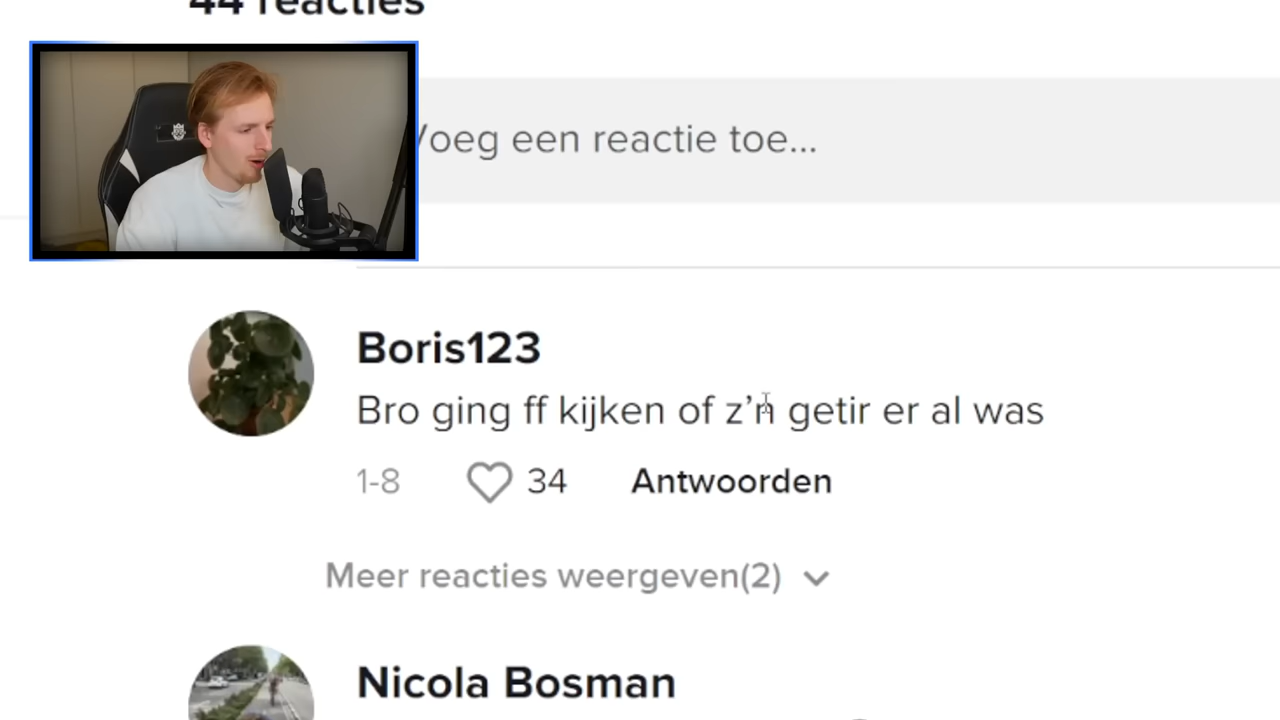 44 reacties
Voeg een reactie toe...
Boris123
Bro ging ff kijken of z’n getir er al was
1-8 34 Antwoorden
Meer reacties weergeven(2)
Nicola Bosman